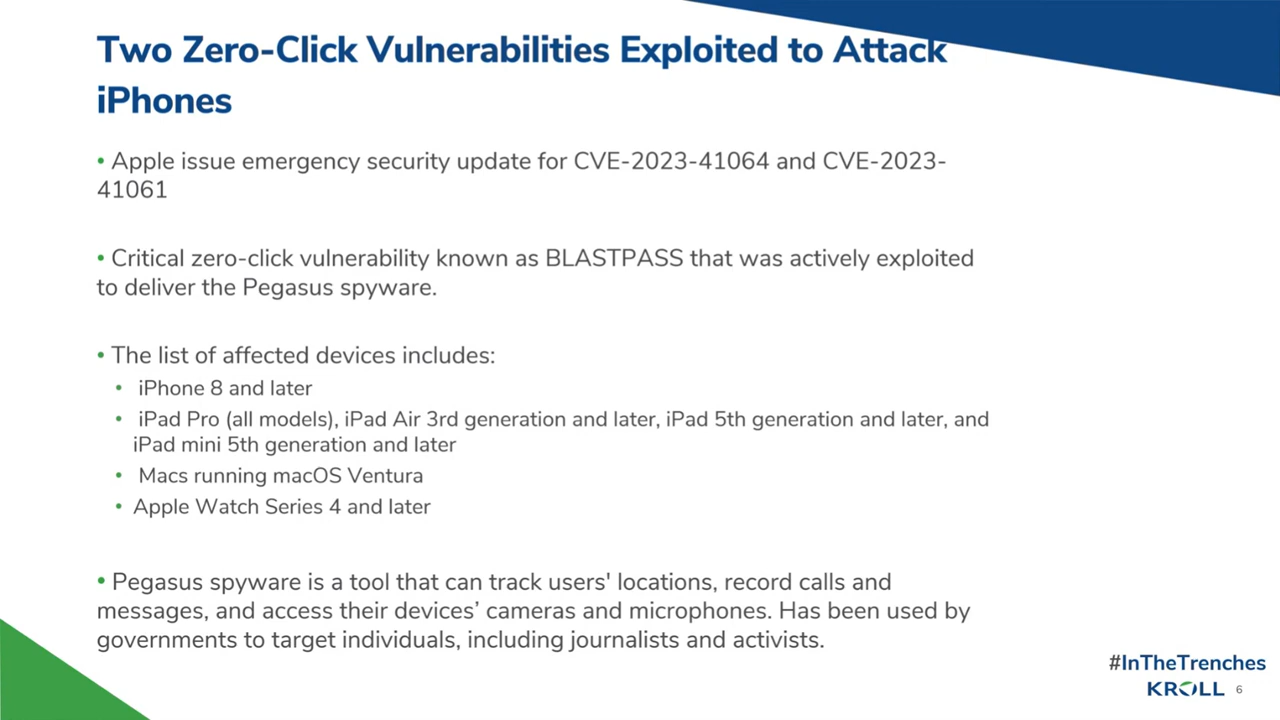 Two Zero-Click Vulnerabilities Exploited to Attack
iPhones
• Apple issue emergency security update for CVE-2023-41064 and CVE-2023-
41061
• Critical zero-click vulnerability known as BLASTPASS that was actively exploited
to deliver the Pegasus spyware.
• The list of affected devices includes:
• iPhone 8 and later
• iPad Pro (all models), iPad Air 3rd generation and later, iPad 5th generation and later, and
iPad mini 5th generation and later
• Macs running macOS Ventura
• Apple Watch Series 4 and later
• Pegasus spyware is a tool that can track users' locations, record calls and
messages, and access their devices’ cameras and microphones. Has been used by
governments to target individuals, including journalists and activists.
#InTheTrenches
KROLL 6